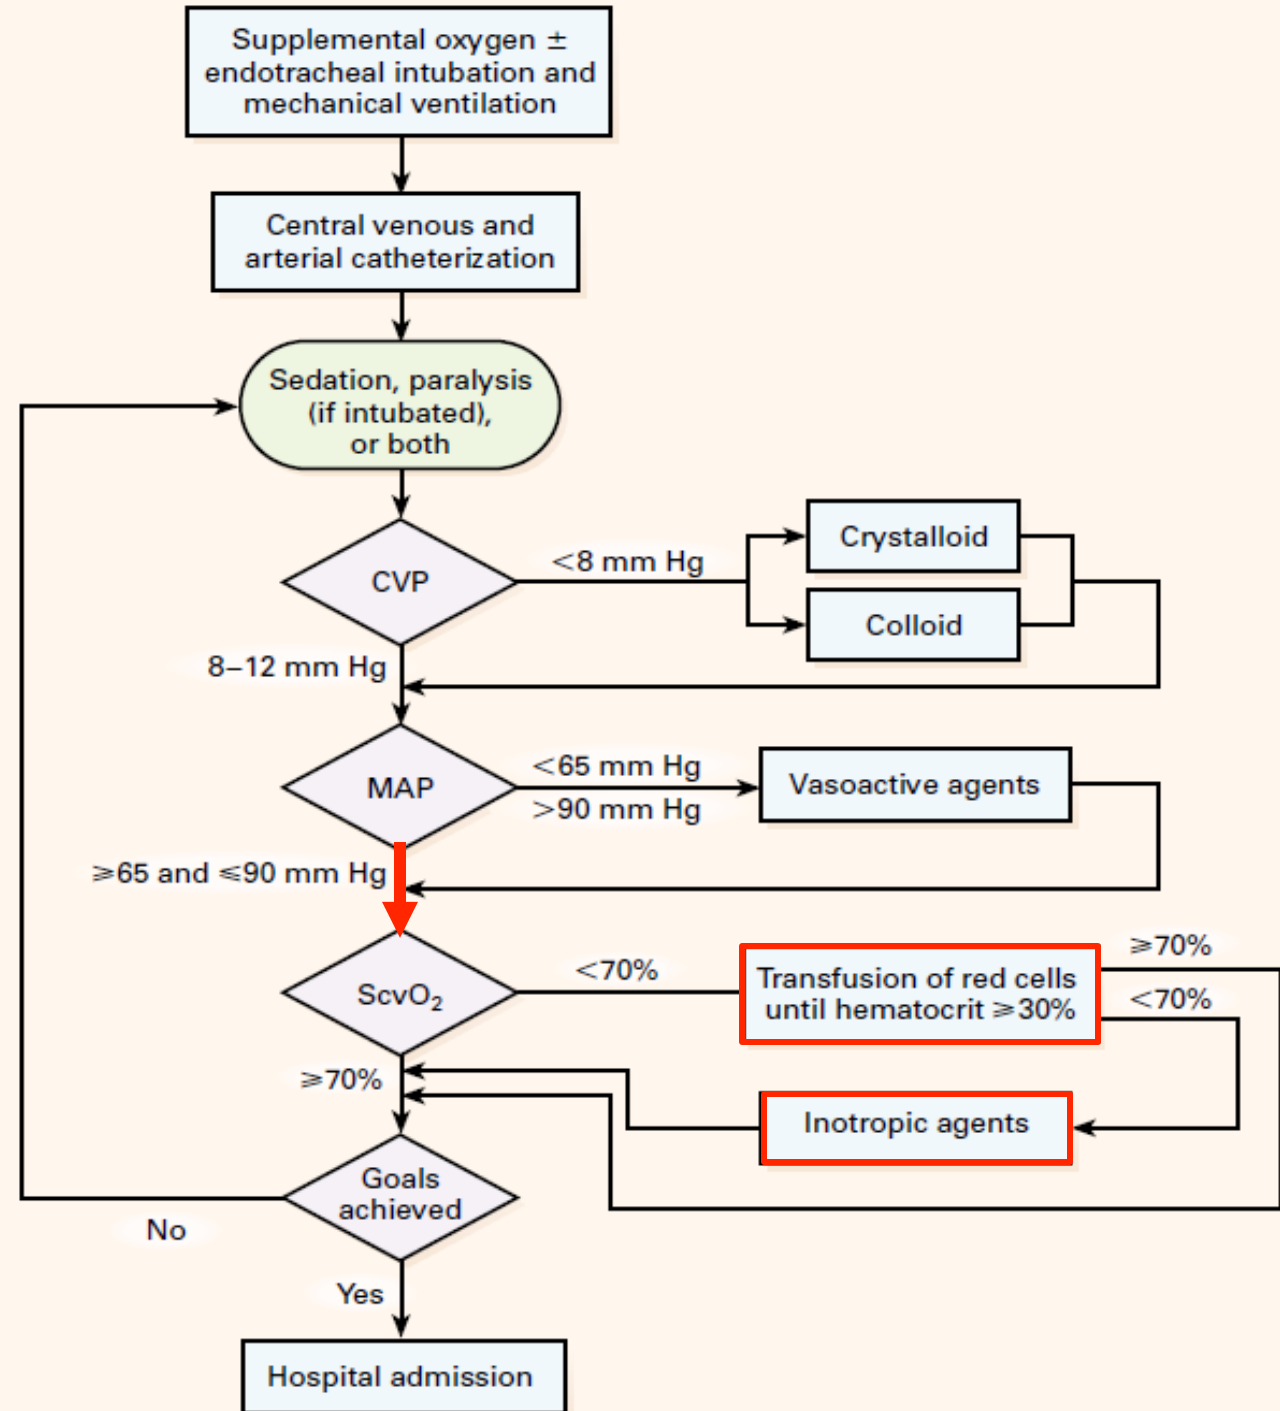 Supplemental oxygen ±
endotracheal intubation and
mechanical ventilation
Central venous and
arterial catheterization
Sedation, paralysis
(if intubated),
or both
CVP
<8 mm Hg
Crystalloid
Colloid
8–12 mm Hg
MAP
<65 mm Hg
>90 mm Hg
Vasoactive agents
⩾65 and ⩽90 mm Hg
ScvO₂
<70%
Transfusion of red cells
until hematocrit ⩾30%
⩾70%
<70%
⩾70%
Inotropic agents
Goals
achieved
No
Yes
Hospital admission